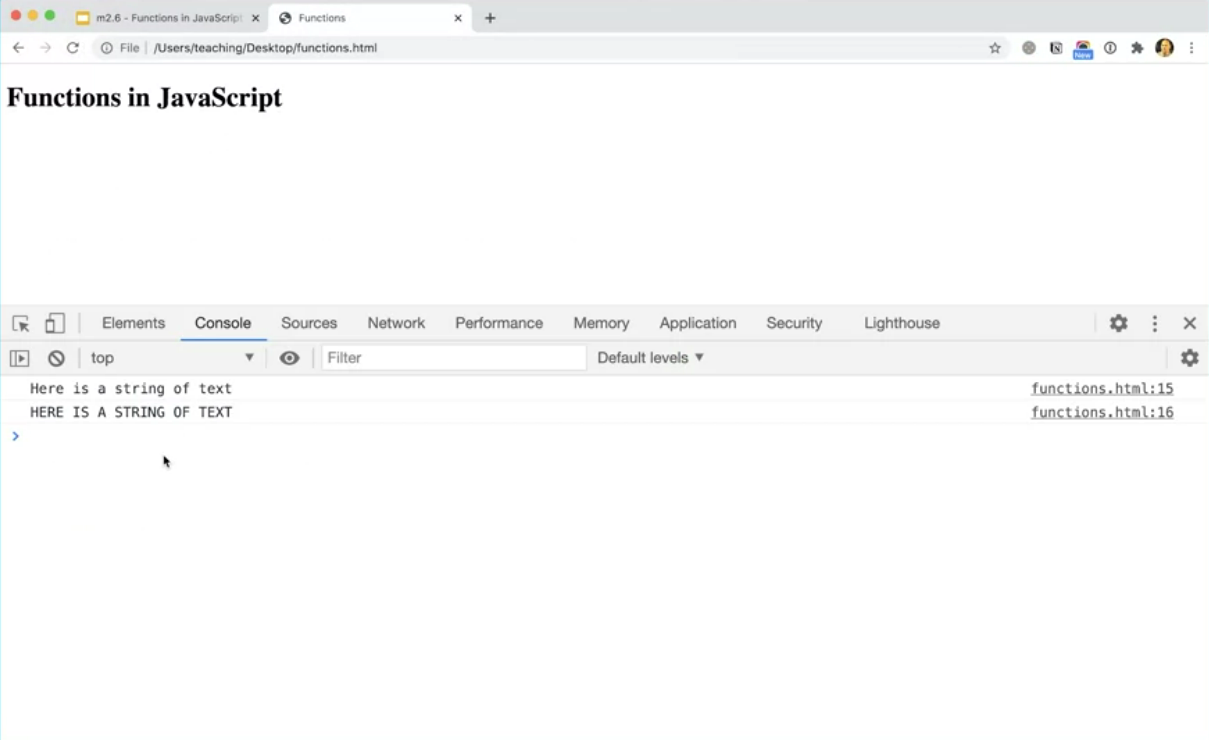 m2.6 - Functions in JavaScript
Functions
File /Users/teaching/Desktop/functions.html
New
Functions in JavaScript
Elements Console Sources Network Performance Memory Application Security Lighthouse
top Filter Default levels
Here is a string of text functions.html:15
HERE IS A STRING OF TEXT functions.html:16